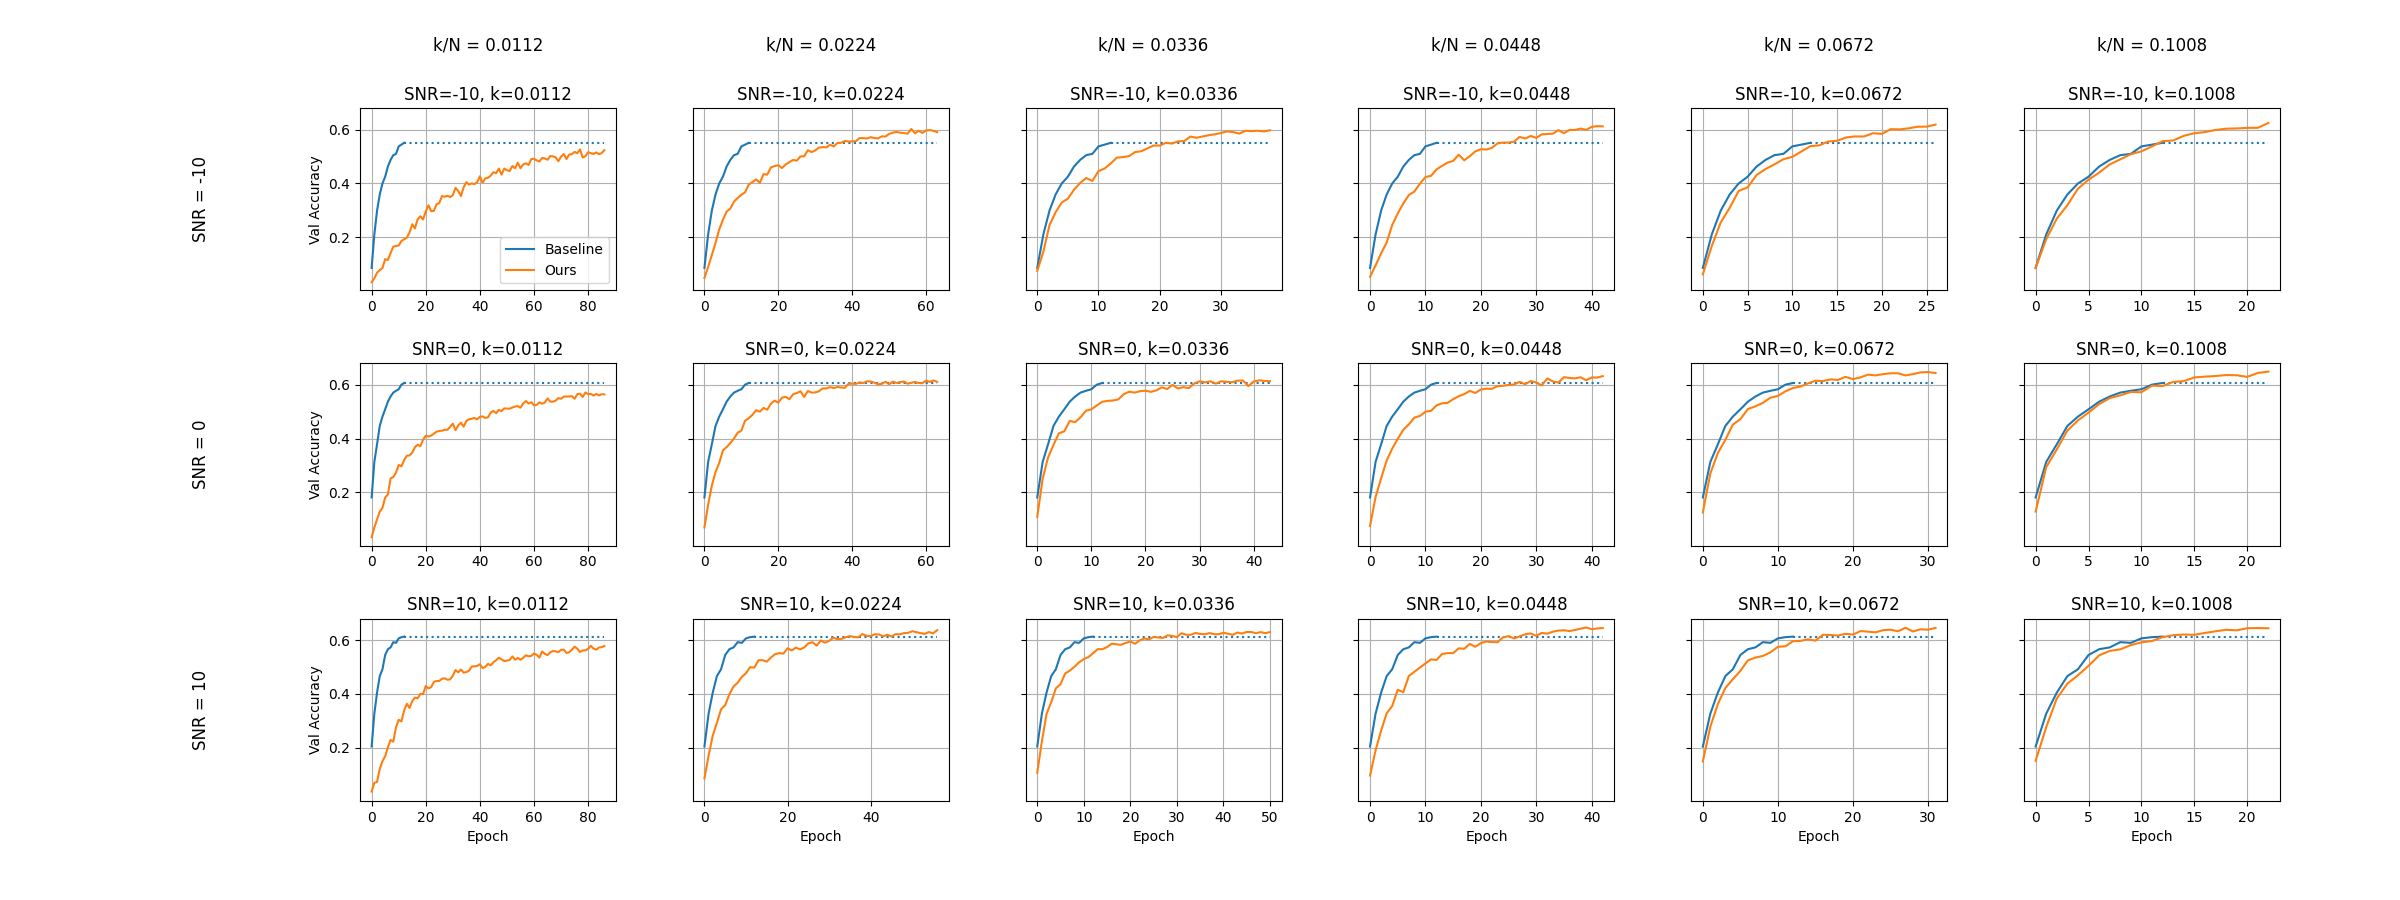 k/N = 0.0112 k/N = 0.0224 k/N = 0.0336 k/N = 0.0448 k/N = 0.0672 k/N = 0.1008
SNR=-10, k=0.0112 SNR=-10, k=0.0224 SNR=-10, k=0.0336 SNR=-10, k=0.0448 SNR=-10, k=0.0672 SNR=-10, k=0.1008
SNR = -10
Val Accuracy
0.6
0.4
0.2
Baseline
Ours
0 20 40 60 80 0 20 40 60 0 10 20 30 0 10 20 30 40 0 5 10 15 20 25 0 5 10 15 20
SNR=0, k=0.0112 SNR=0, k=0.0224 SNR=0, k=0.0336 SNR=0, k=0.0448 SNR=0, k=0.0672 SNR=0, k=0.1008
SNR = 0
Val Accuracy
0.6
0.4
0.2
0 20 40 60 80 0 20 40 60 0 10 20 30 40 0 10 20 30 40 0 10 20 30 0 5 10 15 20
SNR=10, k=0.0112 SNR=10, k=0.0224 SNR=10, k=0.0336 SNR=10, k=0.0448 SNR=10, k=0.0672 SNR=10, k=0.1008
SNR = 10
Val Accuracy
0.6
0.4
0.2
0 20 40 60 80 0 20 40 0 10 20 30 40 50 0 10 20 30 40 0 10 20 30 0 5 10 15 20
Epoch Epoch Epoch Epoch Epoch Epoch